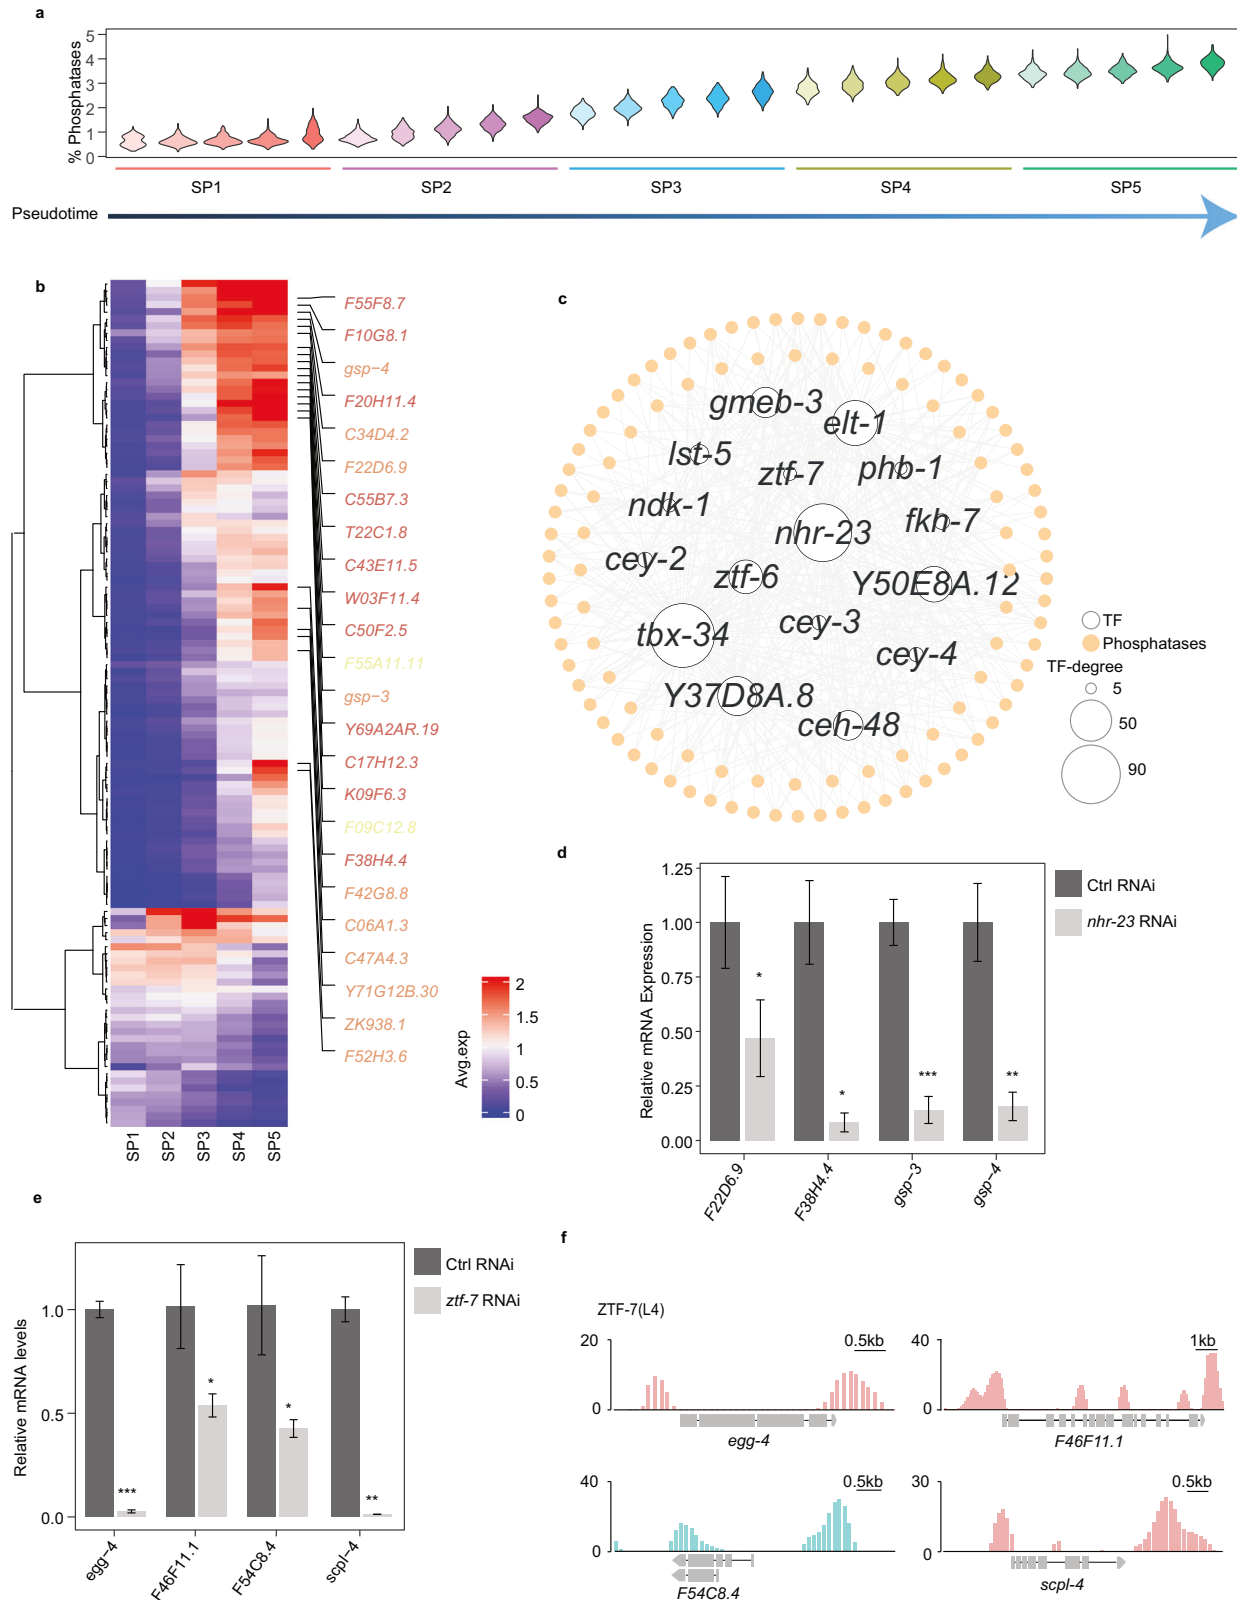 a
% Phosphatases
5
4
3
2
1
0
SP1 SP2 SP3 SP4 SP5
Pseudotime
b
F55F8.7
F10G8.1
gsp−4
F20H11.4
C34D4.2
F22D6.9
C55B7.3
T22C1.8
C43E11.5
W03F11.4
C50F2.5
F55A11.11
gsp−3
Y69A2AR.19
C17H12.3
K09F6.3
F09C12.8
F38H4.4
F42G8.8
C06A1.3
C47A4.3
Y71G12B.30
ZK938.1
F52H3.6
Avg.exp
2
1.5
1
0.5
0
SP1 SP2 SP3 SP4 SP5
c
gmeb-3
elt-1
lst-5
ztf-7
phb-1
ndk-1
nhr-23
fkh-7
cey-2
ztf-6
Y50E8A.12
tbx-34
cey-3
cey-4
Y37D8A.8
ceh-48
TF
Phosphatases
TF-degree
5
50
90
d
Relative mRNA Expression
1.25
1.00
0.75
0.50
0.25
0.00
* * *** **
F22D6.9 F38H4.4 gsp−3 gsp−4
Ctrl RNAi
nhr-23 RNAi
e
Relative mRNA levels
1.0
0.5
0.0
*** * * **
egg-4 F46F11.1 F54C8.4 scpl-4
Ctrl RNAi
ztf-7 RNAi
f
ZTF-7(L4)
20
0
0.5kb
egg-4
40
0
1kb
F46F11.1
40
0
0.5kb
F54C8.4
30
0
0.5kb
scpl-4